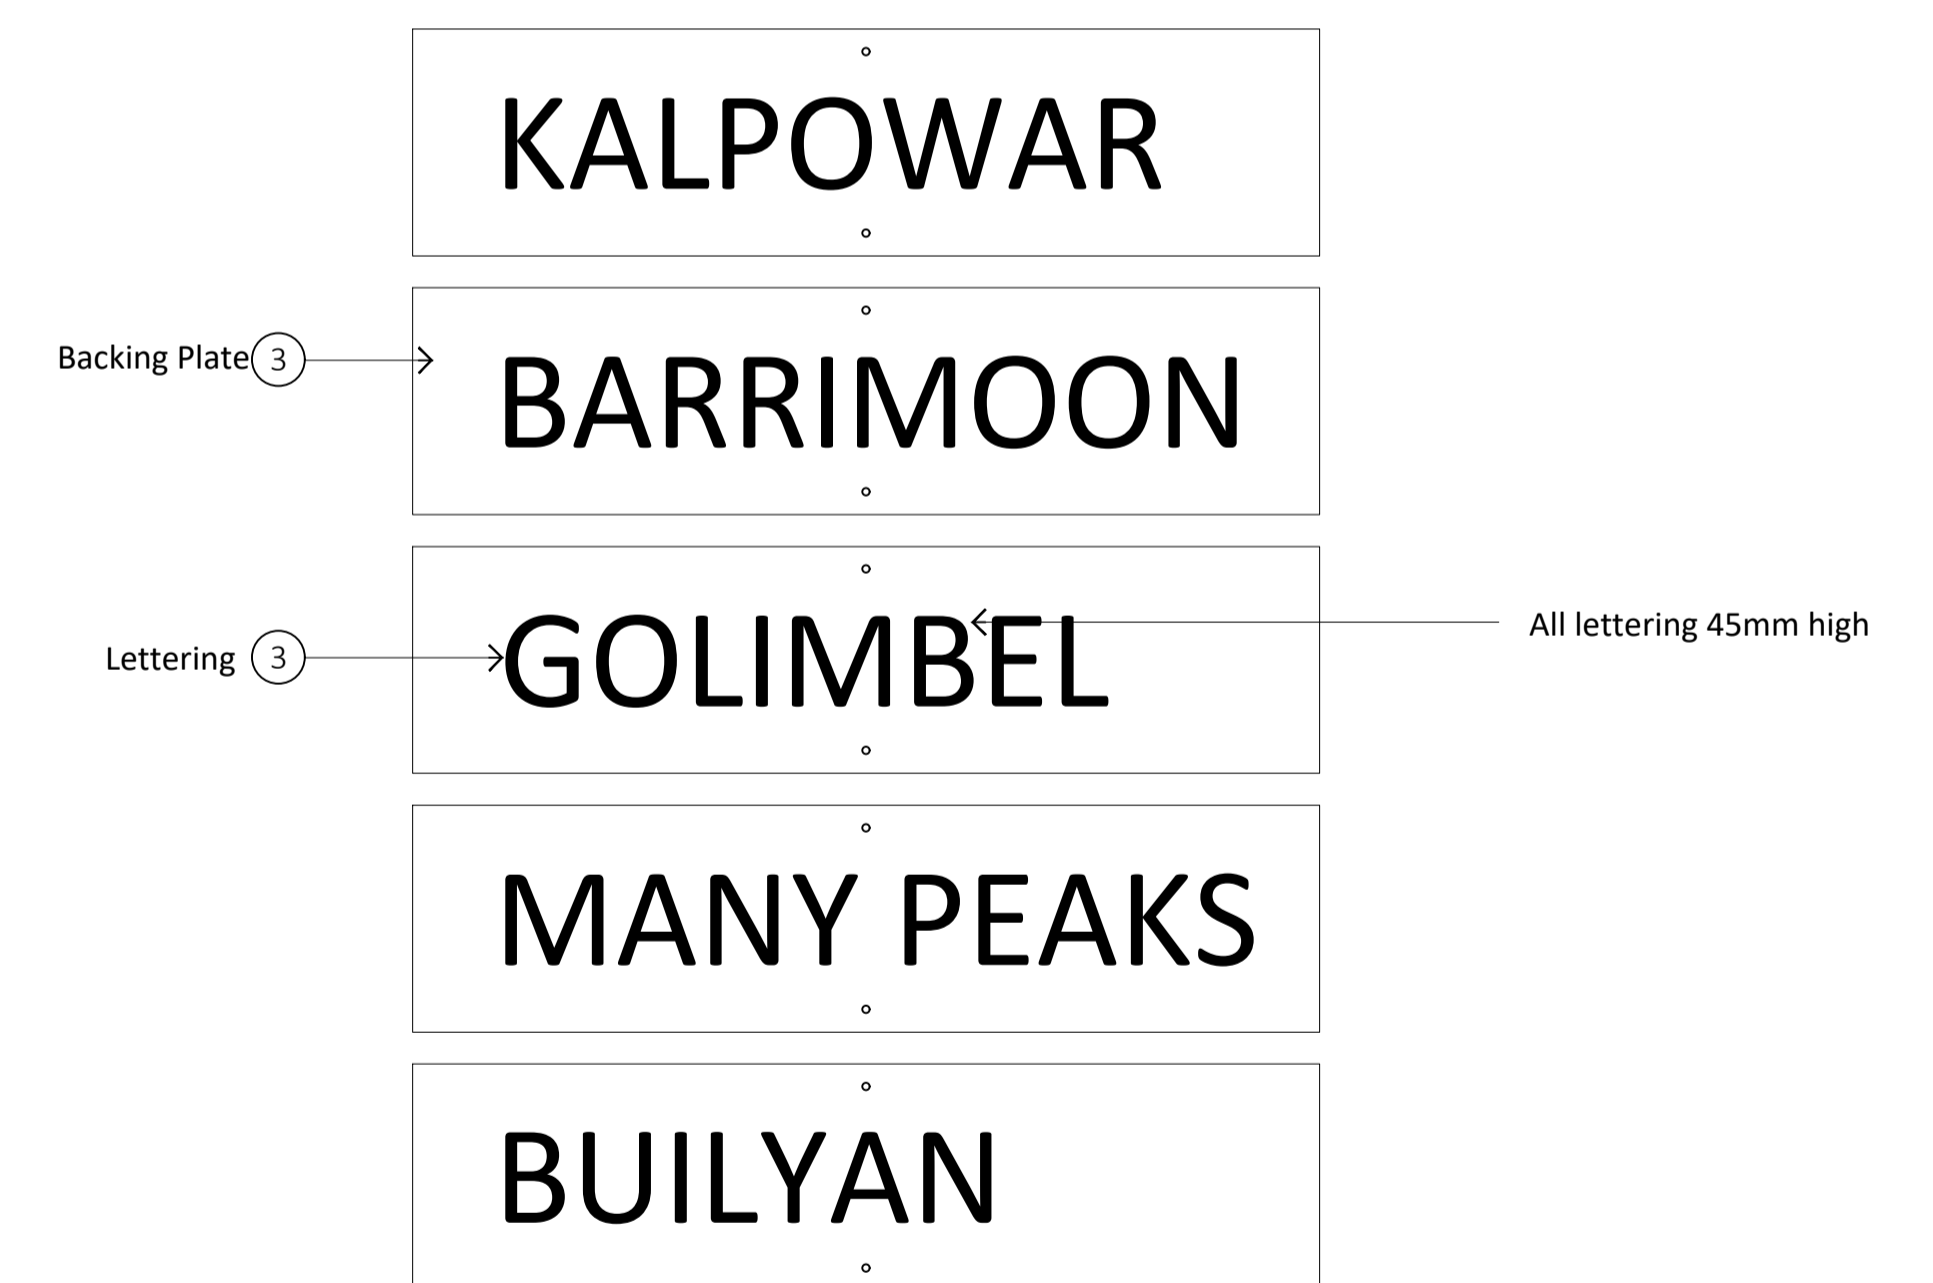 KALPOWAR
Backing Plate 3
BARRIMOON
All lettering 45mm high
Lettering 3
GOLIMBEL
MANY PEAKS
BUILYAN